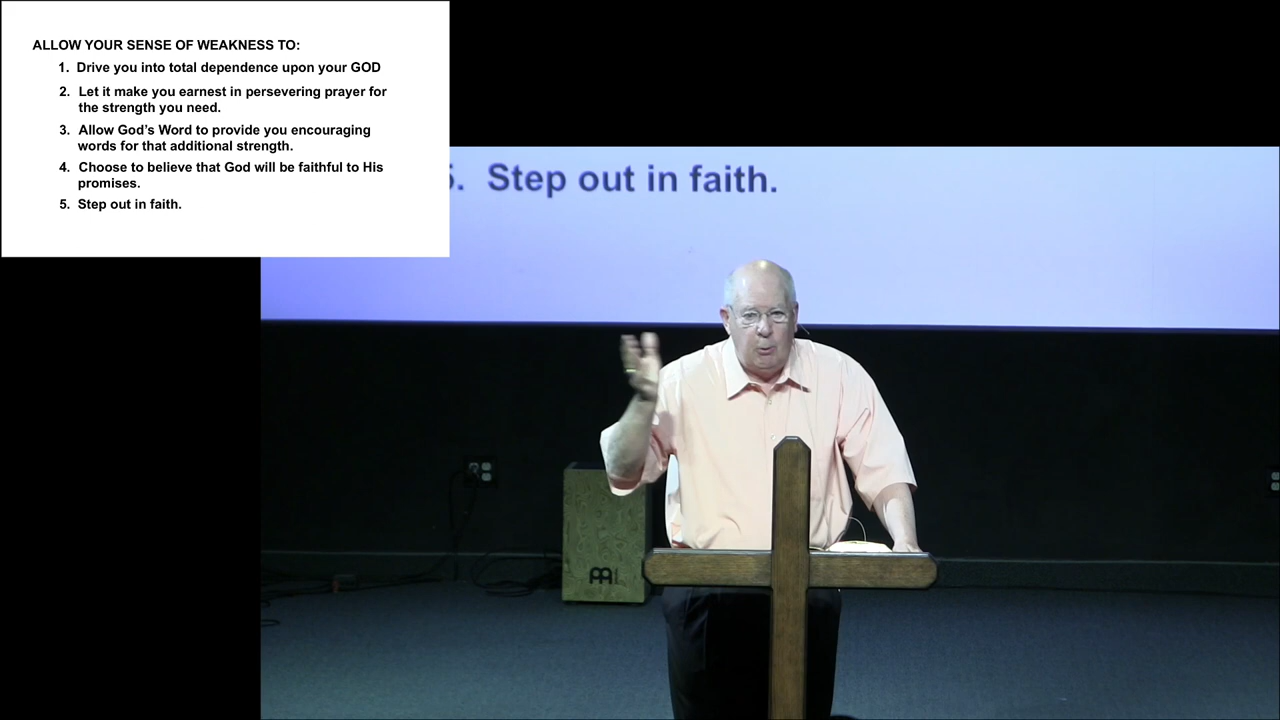 ALLOW YOUR SENSE OF WEAKNESS TO:
1. Drive you into total dependence upon your GOD
2. Let it make you earnest in persevering prayer for
the strength you need.
3. Allow God's Word to provide you encouraging
words for that additional strength.
4. Choose to believe that God will be faithful to His
promises.
5. Step out in faith.
5. Step out in faith.